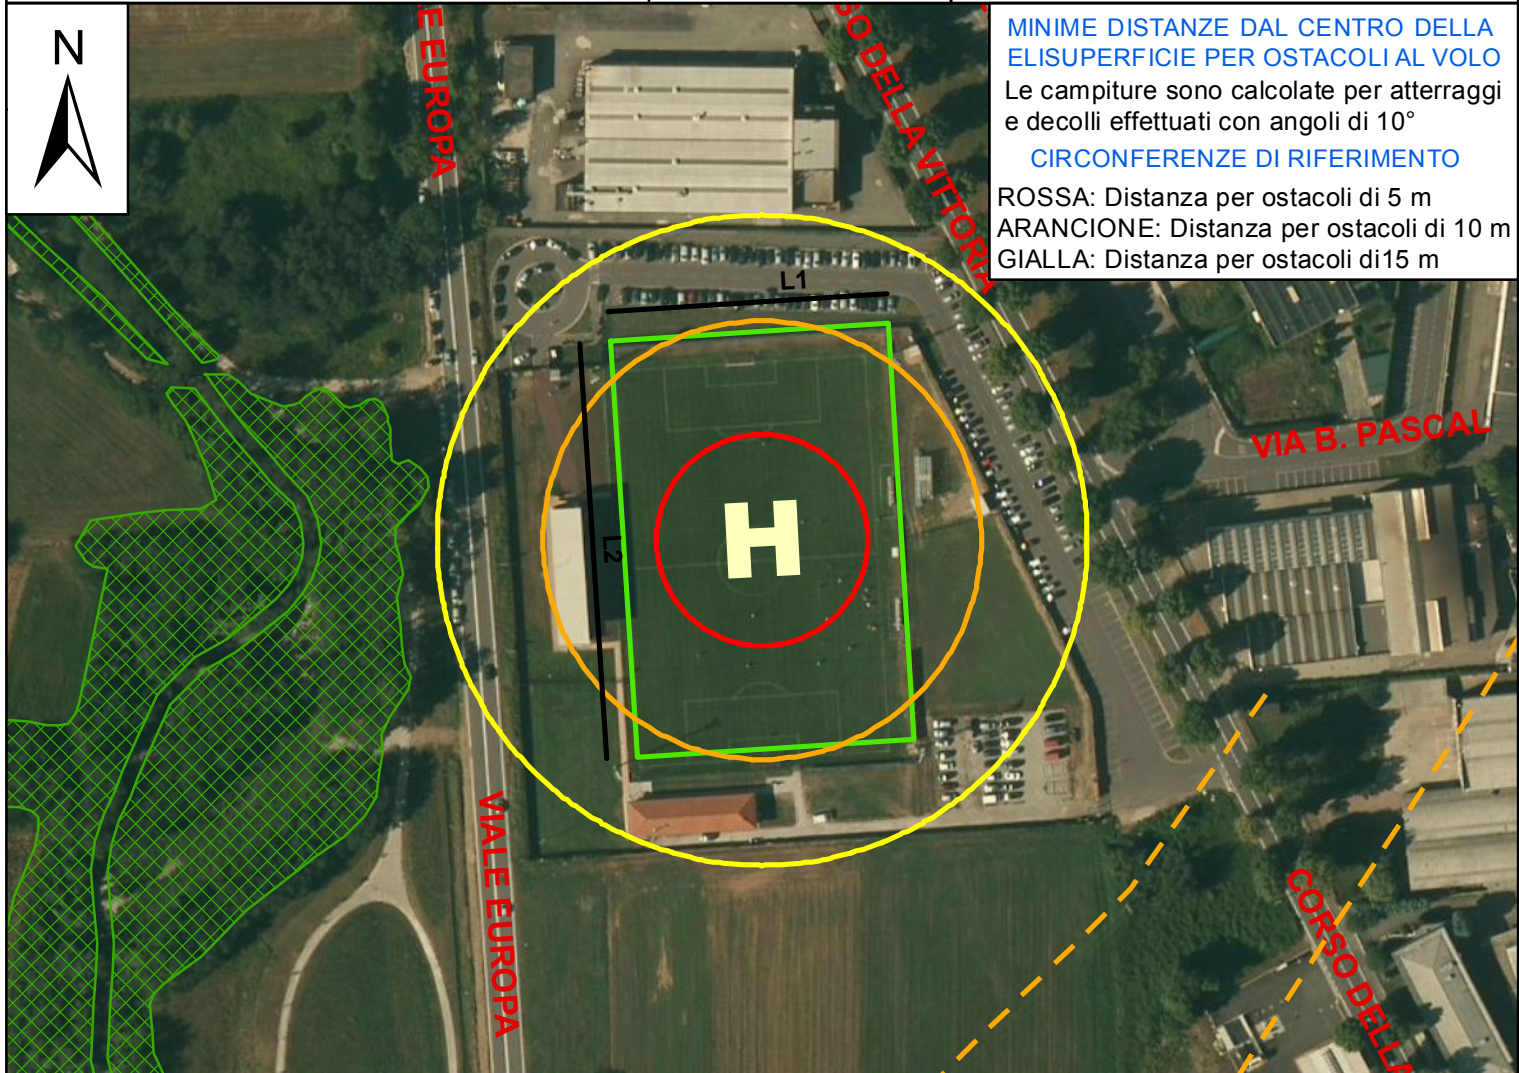 N
MINIME DISTANZE DAL CENTRO DELLA
ELISUPERFICIE PER OSTACOLI AL VOLO
Le campiture sono calcolate per atterraggi
e decolli effettuati con angoli di 10°
CIRCONFERENZE DI RIFERIMENTO
ROSSA: Distanza per ostacoli di 5 m
ARANCIONE: Distanza per ostacoli di 10 m
GIALLA: Distanza per ostacoli di15 m
LE EUROPA
SO DELLA VITTORIA
L1
VIA B. PASCAL
H
L2
VIALE EUROPA
CORSO DELLA